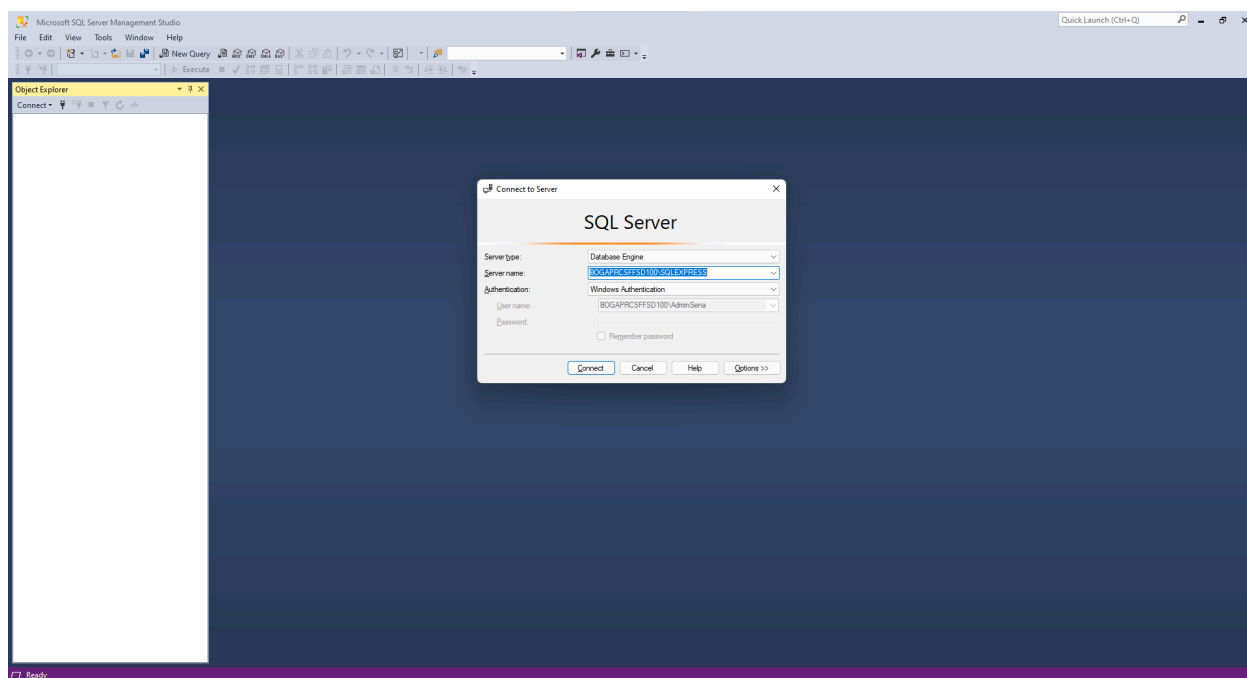 Microsoft SQL Server Management Studio
Quick Launch (Ctrl+Q)
File Edit View Tools Window Help
New Query
Execute
Object Explorer
Connect
Connect to Server
SQL Server
Server type: Database Engine
Server name: BOGAPRCSFFSD100\SQLEXPRESS
Authentication: Windows Authentication
User name: BOGAPRCSFFSD100\AdminSena
Password:
Remember password
Connect Cancel Help Options >>
Ready